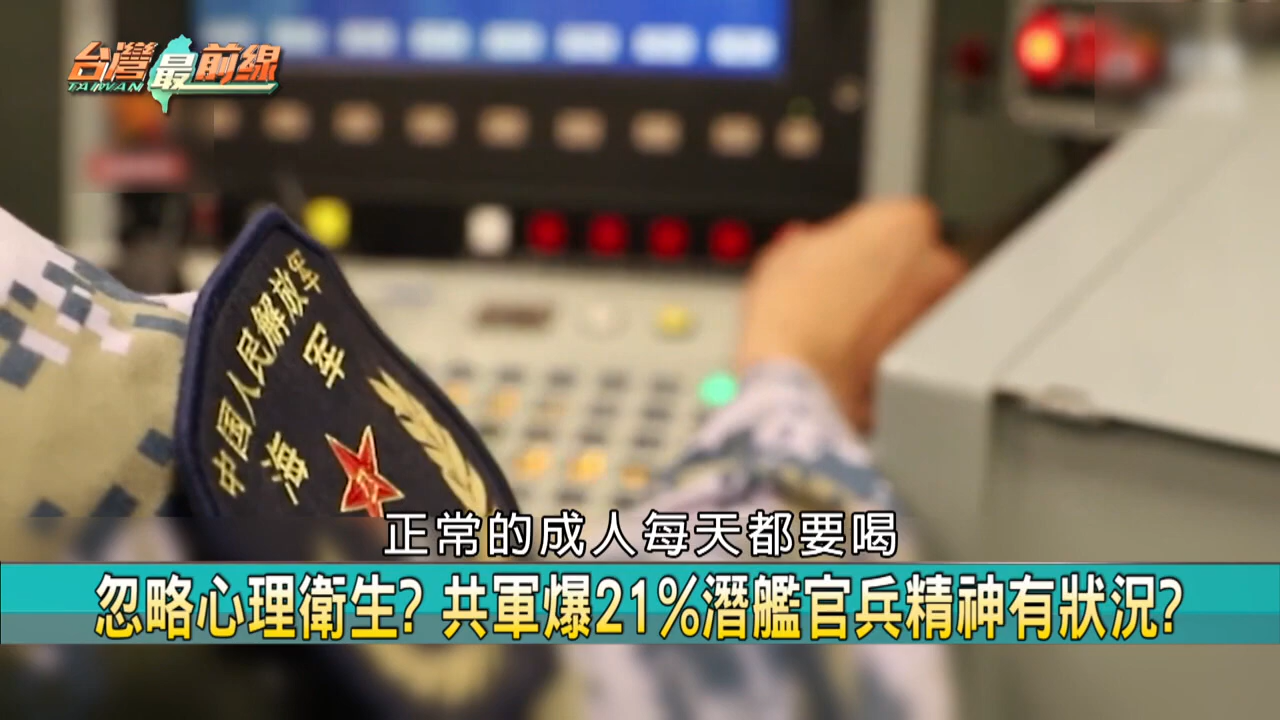 台灣最前線
TAIWAN
中国人民解放军
海军
正常的成人每天都要喝
忽略心理衛生? 共軍爆21%潛艦官兵精神有狀況?